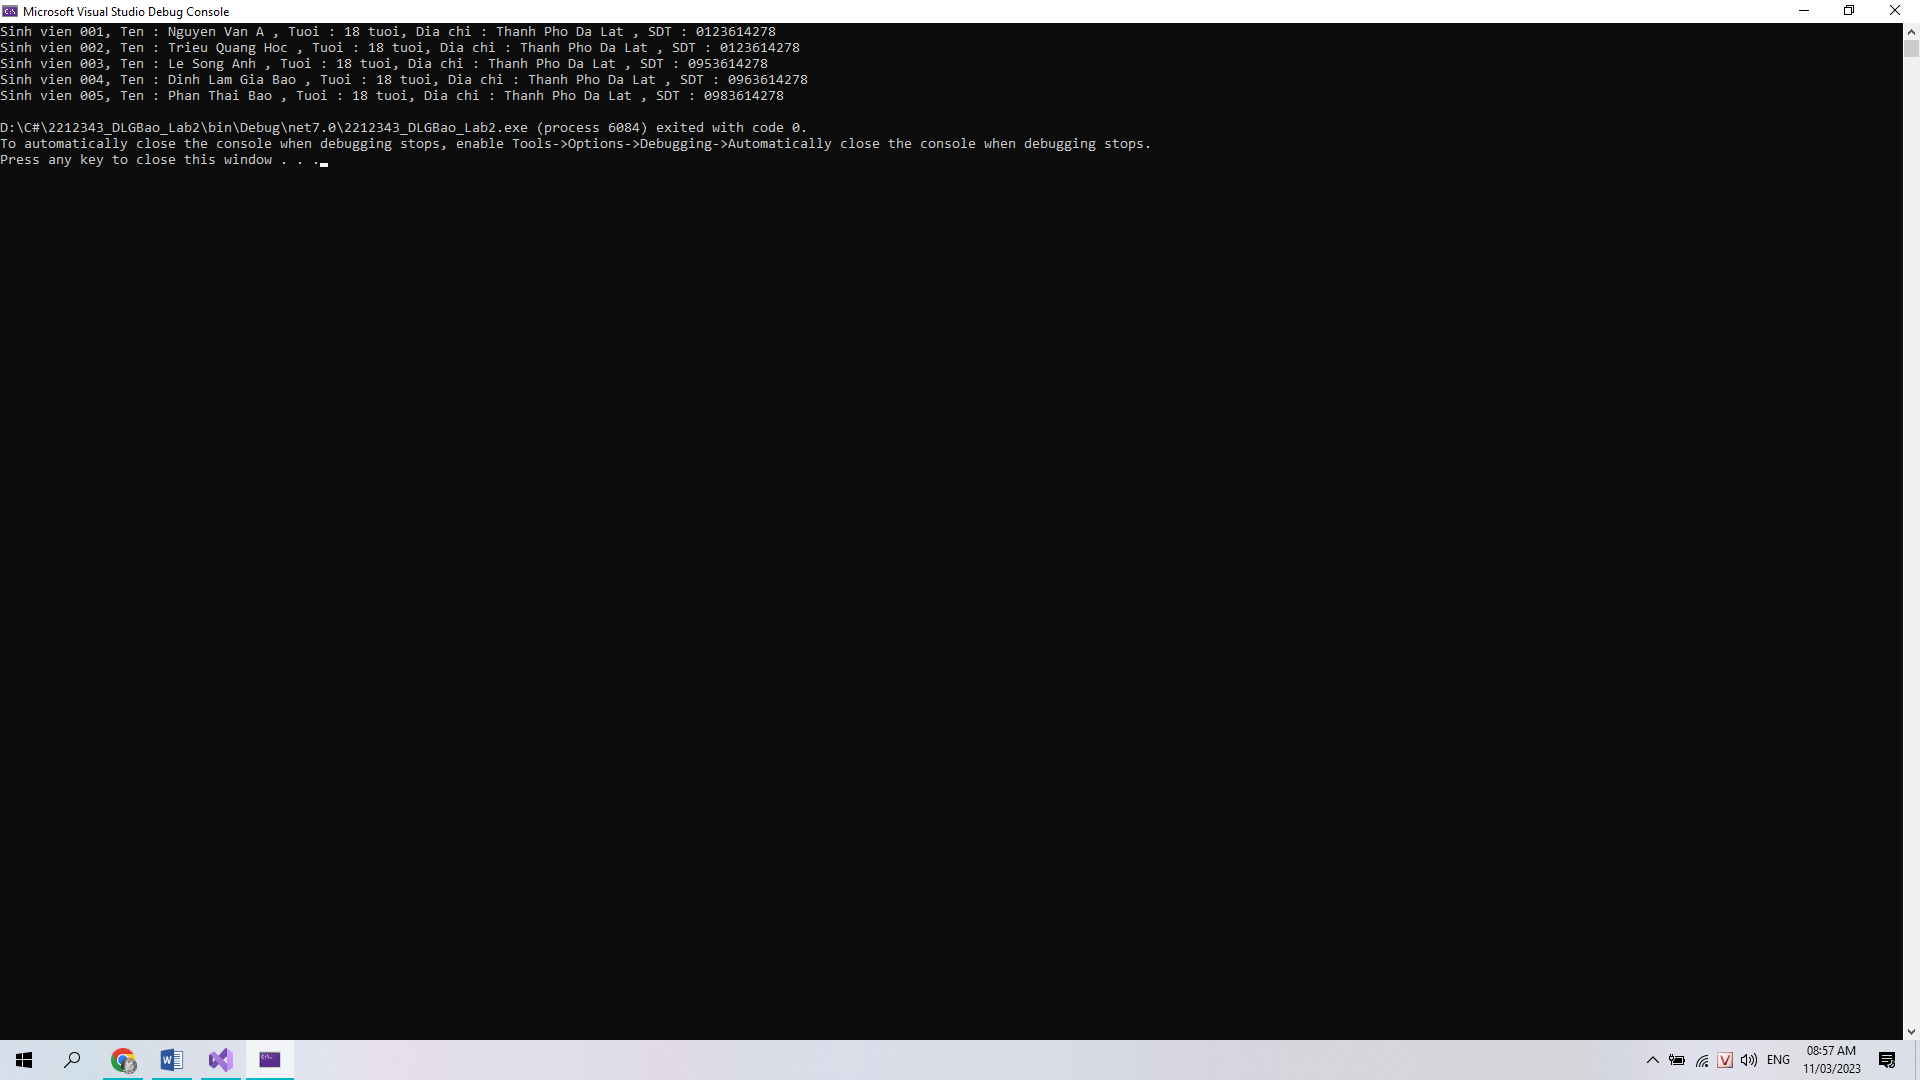 Microsoft Visual Studio Debug Console
Sinh vien 001, Ten : Nguyen Van A , Tuoi : 18 tuoi, Dia chi : Thanh Pho Da Lat , SDT : 0123614278
Sinh vien 002, Ten : Trieu Quang Hoc , Tuoi : 18 tuoi, Dia chi : Thanh Pho Da Lat , SDT : 0123614278
Sinh vien 003, Ten : Le Song Anh , Tuoi : 18 tuoi, Dia chi : Thanh Pho Da Lat , SDT : 0953614278
Sinh vien 004, Ten : Dinh Lam Gia Bao , Tuoi : 18 tuoi, Dia chi : Thanh Pho Da Lat , SDT : 0963614278
Sinh vien 005, Ten : Phan Thai Bao , Tuoi : 18 tuoi, Dia chi : Thanh Pho Da Lat , SDT : 0983614278
D:\C#\2212343_DLGBao_Lab2\bin\Debug\net7.0\2212343_DLGBao_Lab2.exe (process 6084) exited with code 0.
To automatically close the console when debugging stops, enable Tools->Options->Debugging->Automatically close the console when debugging stops.
Press any key to close this window . . .
ENG
08:57 AM
11/03/2023